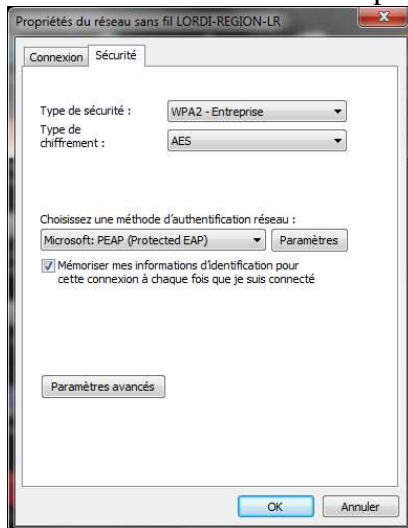 Propriétés du réseau sans fil LORDI-REGION-LR
Connexion Sécurité
Type de sécurité : WPA2 - Entreprise
Type de
chiffrement : AES
Choisissez une méthode d'authentification réseau :
Microsoft: PEAP (Protected EAP) Paramètres
Mémoriser mes informations d'identification pour
cette connexion à chaque fois que je suis connecté
Paramètres avancés
OK Annuler